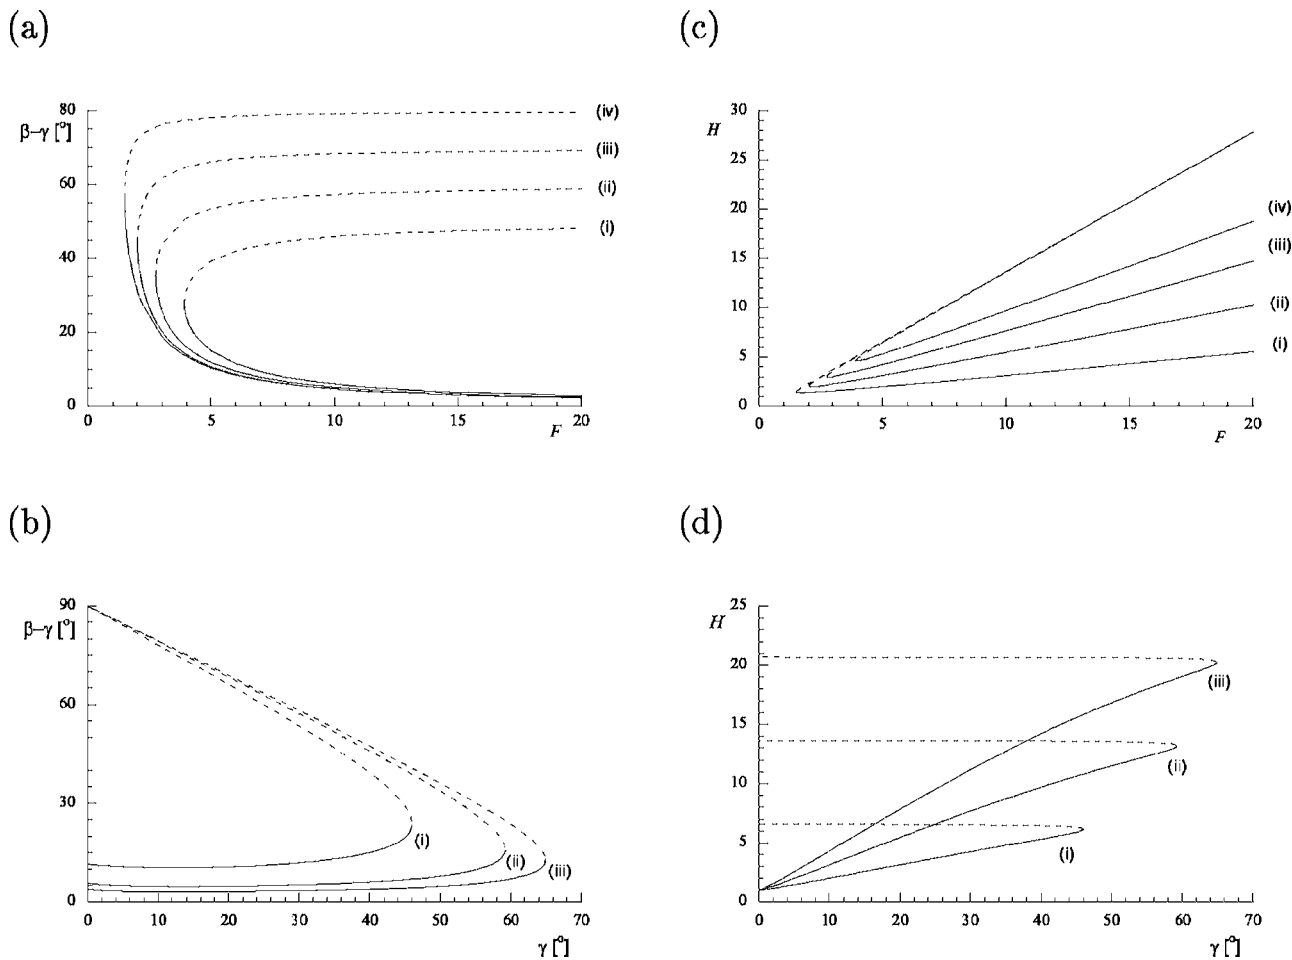 (a)
80
β–γ [°]
60
40
20
0
0 5 10 15 20
F
(iv)
(iii)
(ii)
(i)
(c)
30
H
25
20
15
10
5
0
0 5 10 15 20
F
(iv)
(iii)
(ii)
(i)
(b)
90
β–γ [°]
60
30
0
0 10 20 30 40 50 60 70
γ [°]
(i)
(ii)
(iii)
(d)
25
H
20
15
10
5
0
0 10 20 30 40 50 60 70
γ [°]
(iii)
(ii)
(i)